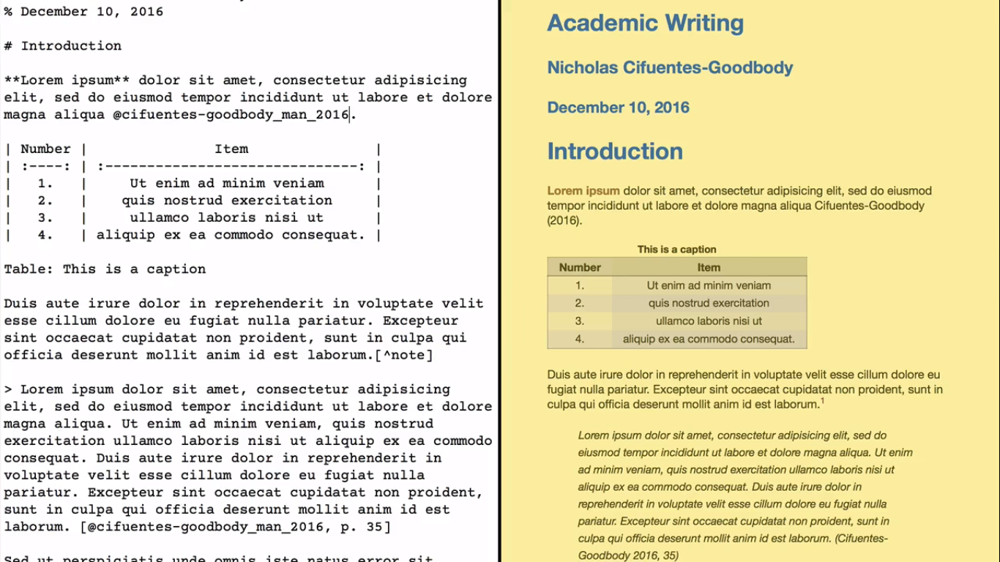 % December 10, 2016
# Introduction
**Lorem ipsum** dolor sit amet, consectetur adipisicing
elit, sed do eiusmod tempor incididunt ut labore et dolore
magna aliqua @cifuentes-goodbody_man_2016.
| Number | Item |
| :----: | :------------------------------: |
| 1. | Ut enim ad minim veniam |
| 2. | quis nostrud exercitation |
| 3. | ullamco laboris nisi ut |
| 4. | aliquip ex ea commodo consequat. |
Table: This is a caption
Duis aute irure dolor in reprehenderit in voluptate velit
esse cillum dolore eu fugiat nulla pariatur. Excepteur
sint occaecat cupidatat non proident, sunt in culpa qui
officia deserunt mollit anim id est laborum.[^note]
> Lorem ipsum dolor sit amet, consectetur adipisicing
elit, sed do eiusmod tempor incididunt ut labore et dolore
magna aliqua. Ut enim ad minim veniam, quis nostrud
exercitation ullamco laboris nisi ut aliquip ex ea commodo
consequat. Duis aute irure dolor in reprehenderit in
voluptate velit esse cillum dolore eu fugiat nulla
pariatur. Excepteur sint occaecat cupidatat non proident,
sunt in culpa qui officia deserunt mollit anim id est
laborum. [@cifuentes-goodbody_man_2016, p. 35]
Sed ut perspiciatis unde omnis iste natus error sit
Academic Writing
Nicholas Cifuentes-Goodbody
December 10, 2016
Introduction
Lorem ipsum dolor sit amet, consectetur adipisicing elit, sed do eiusmod
tempor incididunt ut labore et dolore magna aliqua Cifuentes-Goodbody
(2016).
This is a caption
Number Item
1. Ut enim ad minim veniam
2. quis nostrud exercitation
3. ullamco laboris nisi ut
4. aliquip ex ea commodo consequat.
Duis aute irure dolor in reprehenderit in voluptate velit esse cillum dolore eu
fugiat nulla pariatur. Excepteur sint occaecat cupidatat non proident, sunt in
culpa qui officia deserunt mollit anim id est laborum.1
Lorem ipsum dolor sit amet, consectetur adipisicing elit, sed do
eiusmod tempor incididunt ut labore et dolore magna aliqua. Ut enim
ad minim veniam, quis nostrud exercitation ullamco laboris nisi ut
aliquip ex ea commodo consequat. Duis aute irure dolor in
reprehenderit in voluptate velit esse cillum dolore eu fugiat nulla
pariatur. Excepteur sint occaecat cupidatat non proident, sunt in
culpa qui officia deserunt mollit anim id est laborum. (Cifuentes-
Goodbody 2016, 35)